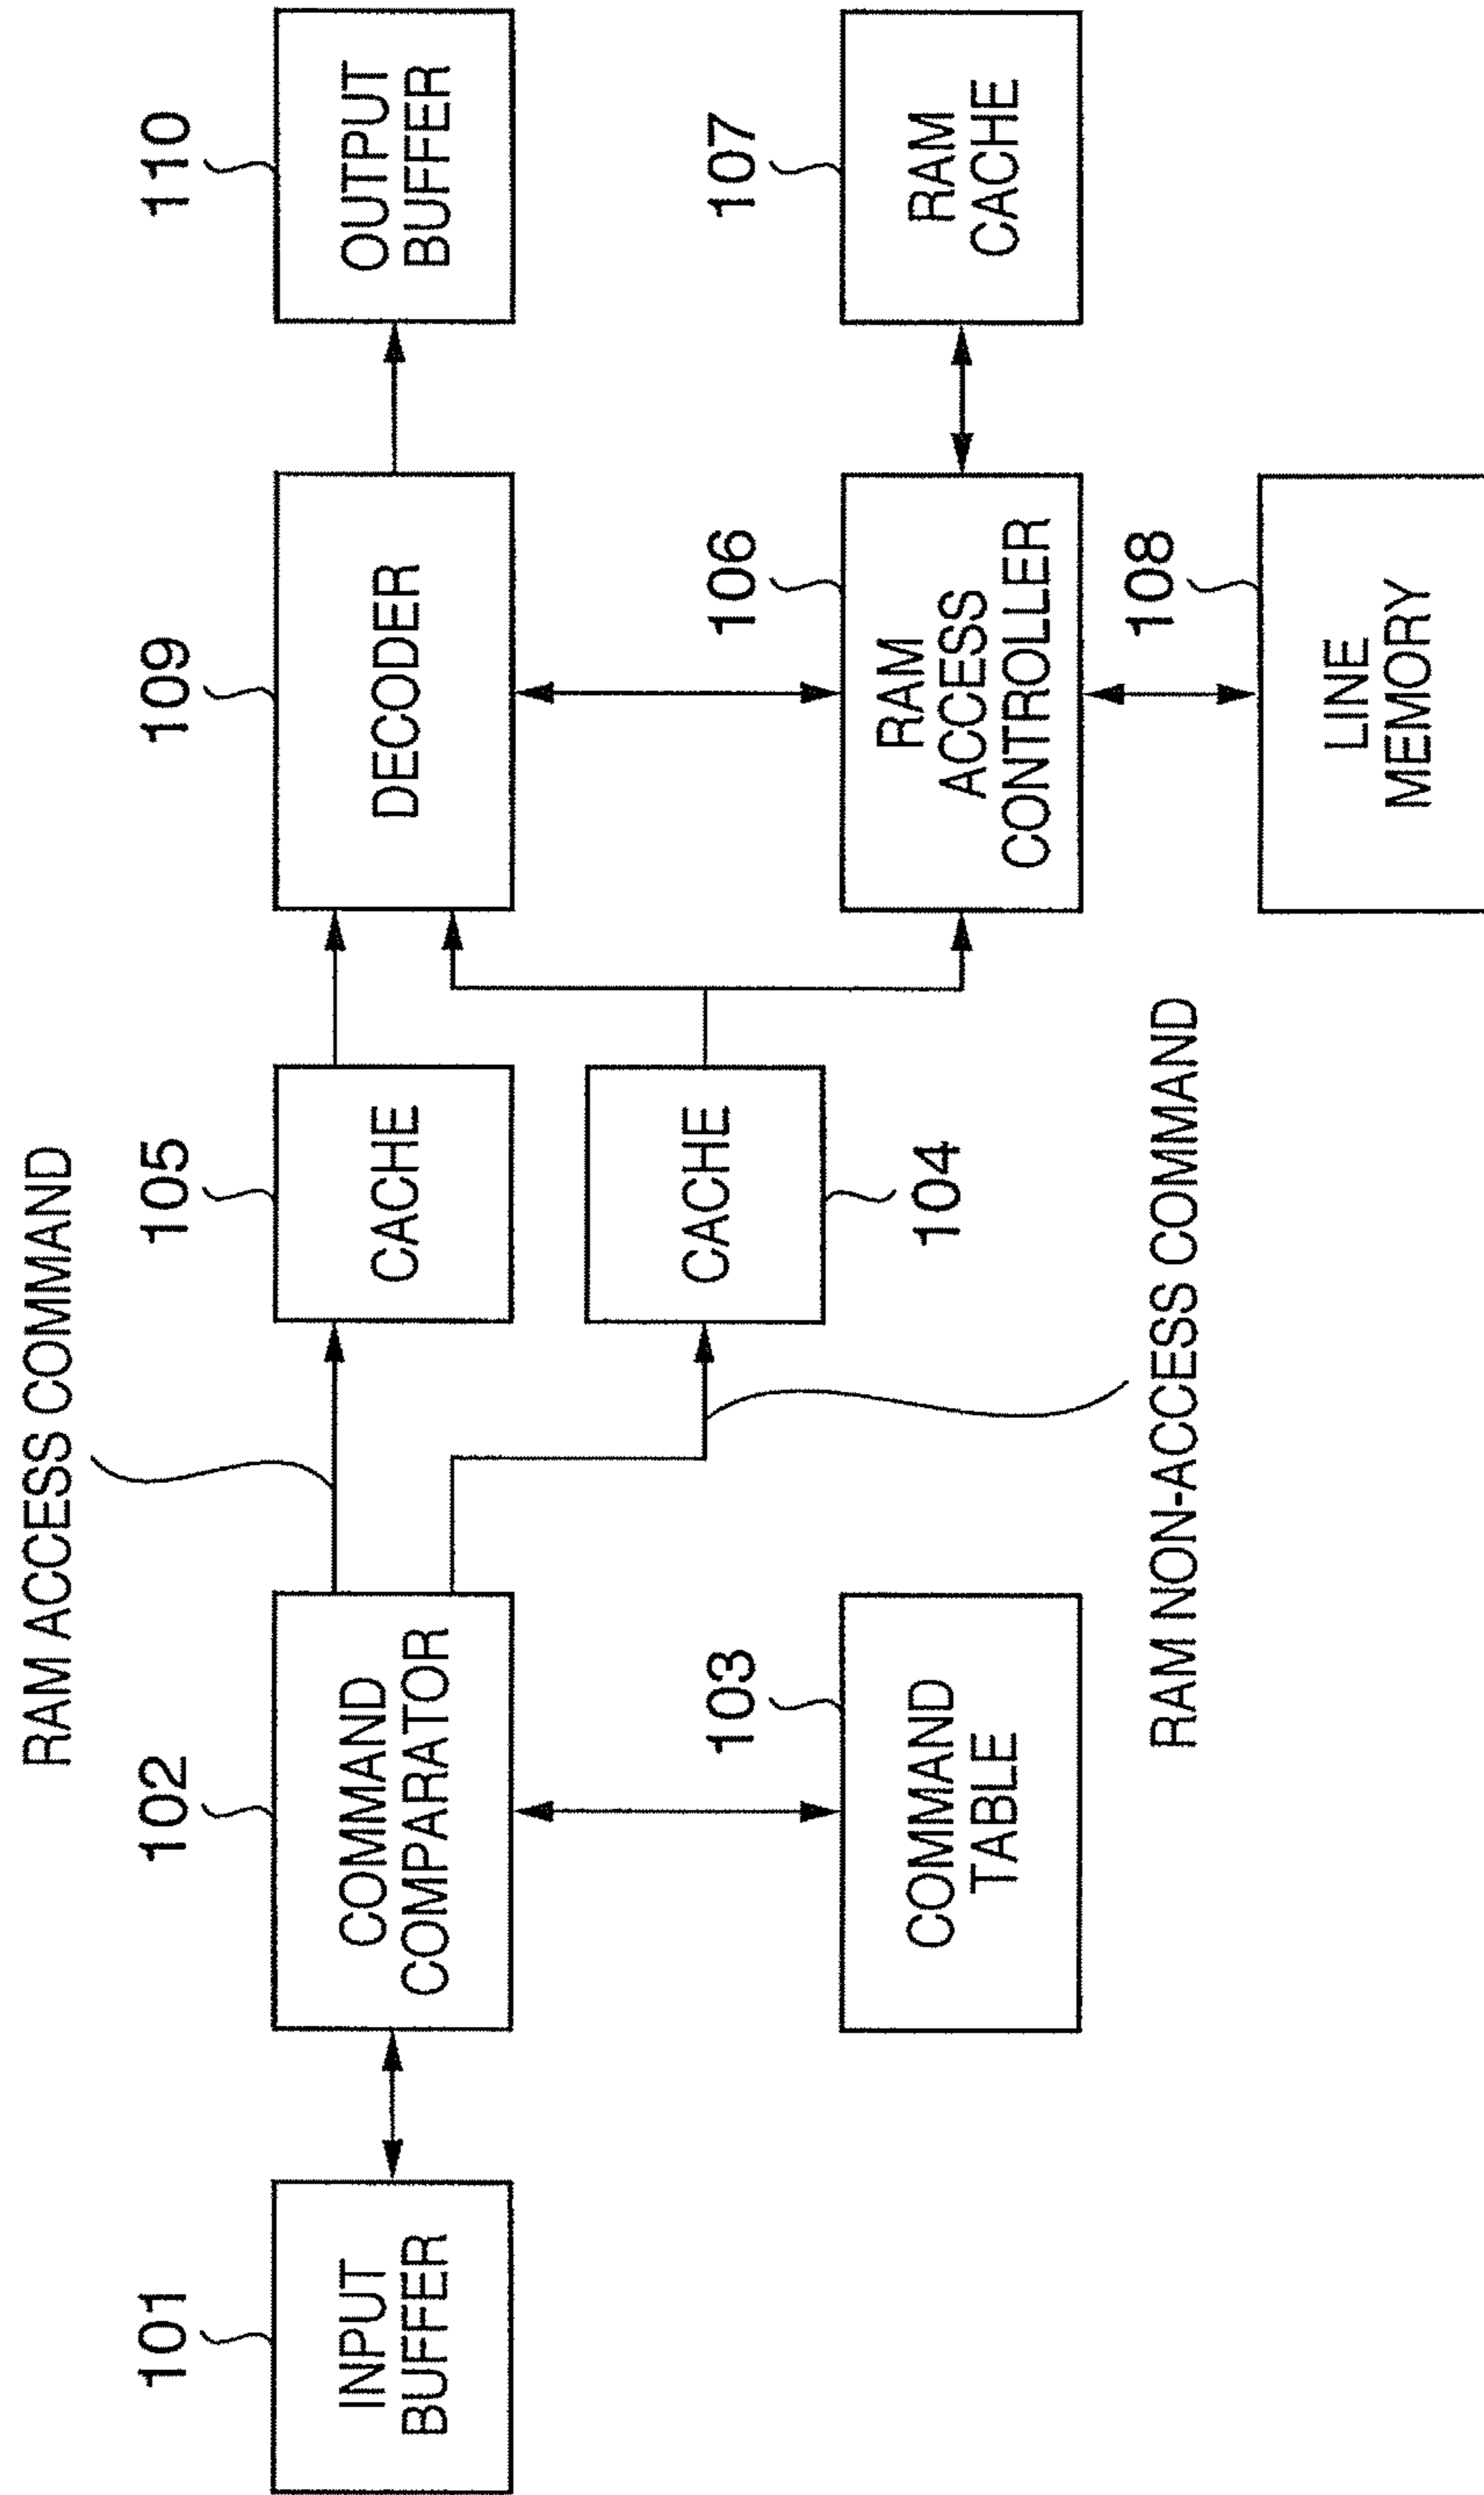 RAM ACCESS COMMAND
101
INPUT
BUFFER
102
COMMAND
COMPARATOR
105
CACHE
109
DECODER
110
OUTPUT
BUFFER
CACHE
104
103
COMMAND
TABLE
106
RAM
ACCESS
CONTROLLER
107
RAM
CACHE
RAM NON-ACCESS COMMAND
108
LINE
MEMORY